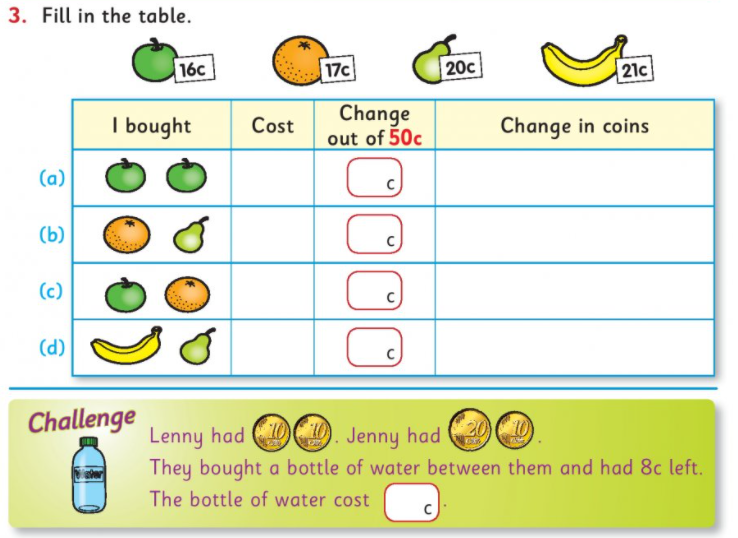 3. Fill in the table.
16c 17c 20c 21c
I bought Cost Change out of 50c Change in coins
(a) c
(b) c
(c) c
(d) c
Challenge
Lenny had 10 10 . Jenny had 20 10 .
Water
They bought a bottle of water between them and had 8c left.
The bottle of water cost c .